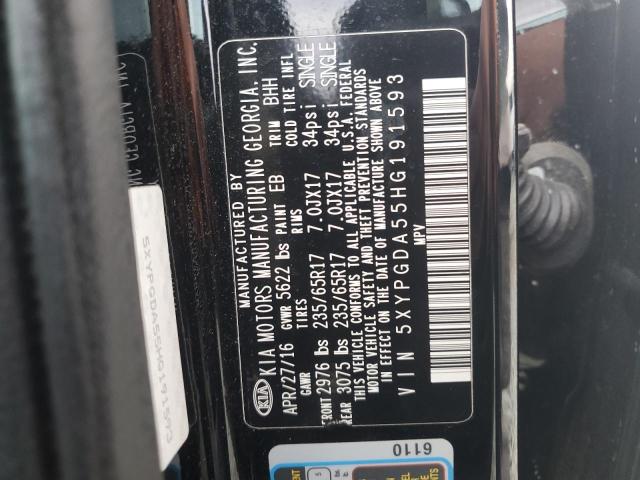 MANUFACTURED BY
KIA KIA MOTORS MANUFACTURING GEORGIA, INC.
APR/27/16 GVWR 5622 lbs PAINT EB TRIM BHH
GAWR TIRES RIMS COLD TIRE INFL
FRONT 2976 lbs 235/65R17 7.0JX17 34psi SINGLE
REAR 3075 lbs 235/65R17 7.0JX17 34psi SINGLE
THIS VEHICLE CONFORMS TO ALL APPLICABLE U.S.A. FEDERAL
MOTOR VEHICLE SAFETY AND THEFT PREVENTION STANDARDS
IN EFFECT ON THE DATE OF MANUFACTURE SHOWN ABOVE
VIN 5XYPGDA55HG191593
MPV
6110
5XYPGDA55HG191593